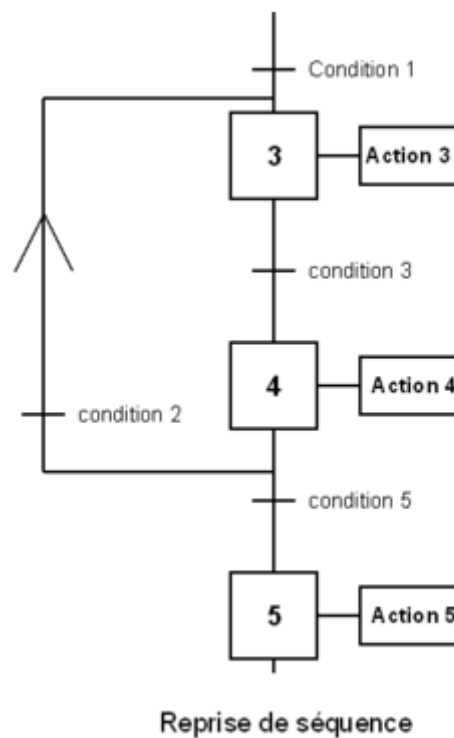 Condition 1
3
Action 3
condition 3
4
Action 4
condition 2
condition 5
5
Action 5
Reprise de séquence